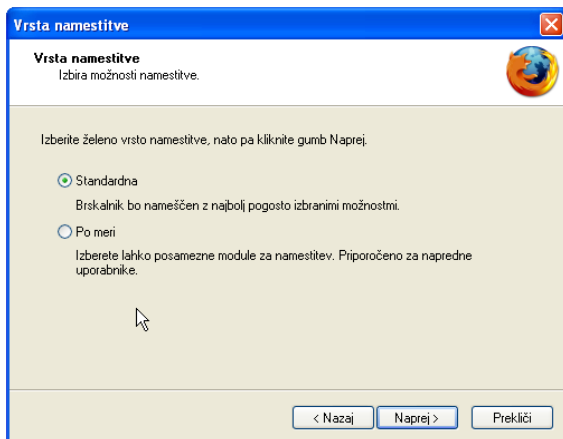 Vrsta namestitve
Vrsta namestitve
Izbira možnosti namestitve.
Izberite želeno vrsto namestitve, nato pa kliknite gumb Naprej.
Standardna
Brskalnik bo nameščen z najbolj pogosto izbranimi možnostmi.
Po meri
Izberete lahko posamezne module za namestitev. Priporočeno za napredne
uporabnike.
< Nazaj Naprej > Prekliči